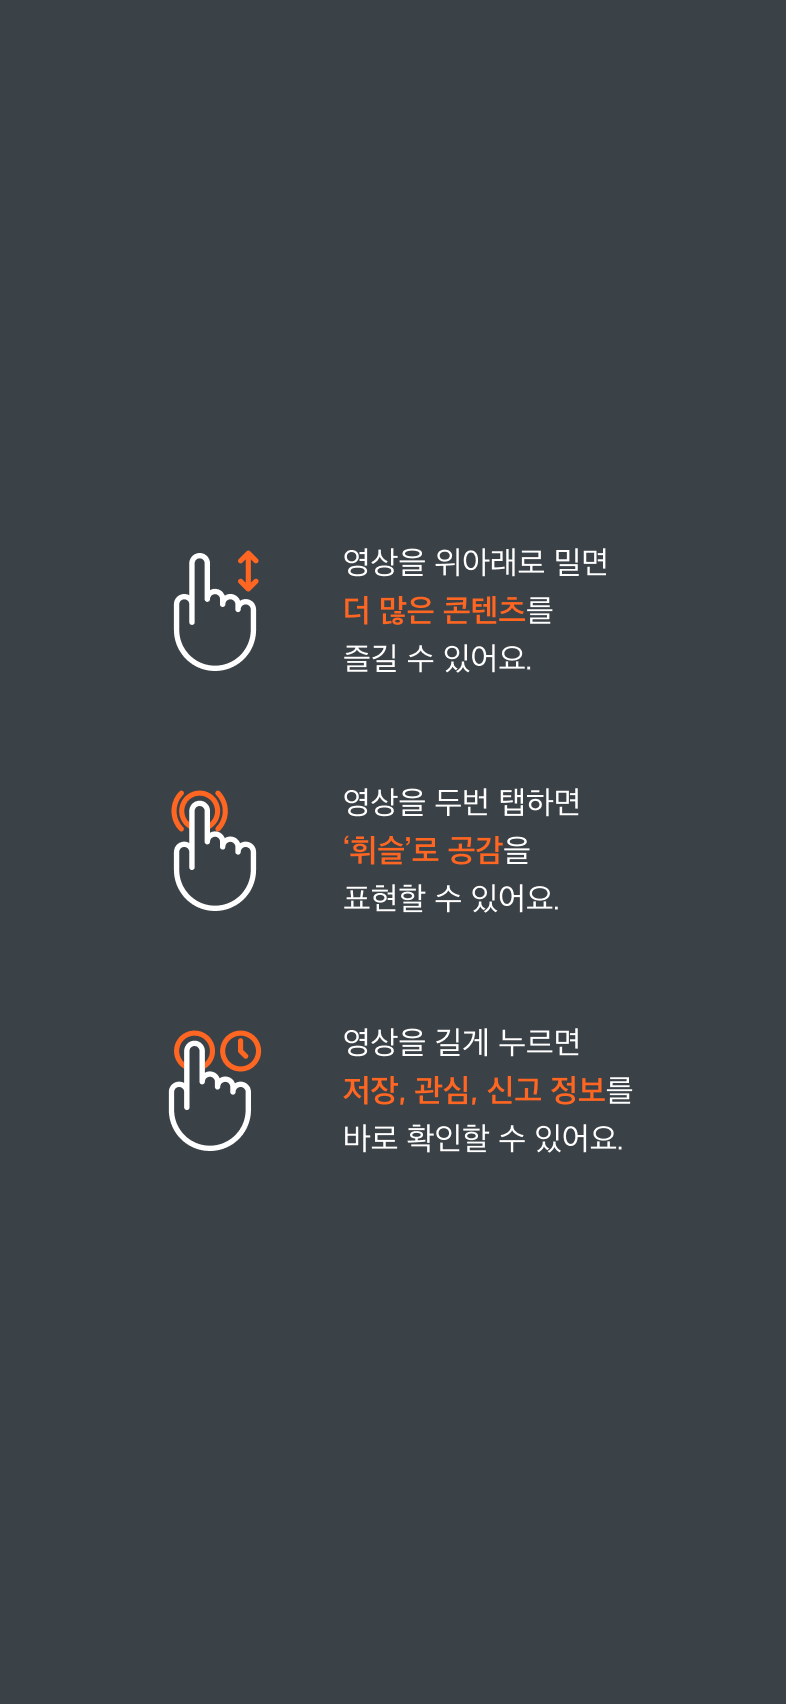 영상을 위아래로 밀면
더 많은 콘텐츠를
즐길 수 있어요.
영상을 두번 탭하면
‘휘슬’로 공감을
표현할 수 있어요.
영상을 길게 누르면
저장, 관심, 신고 정보를
바로 확인할 수 있어요.